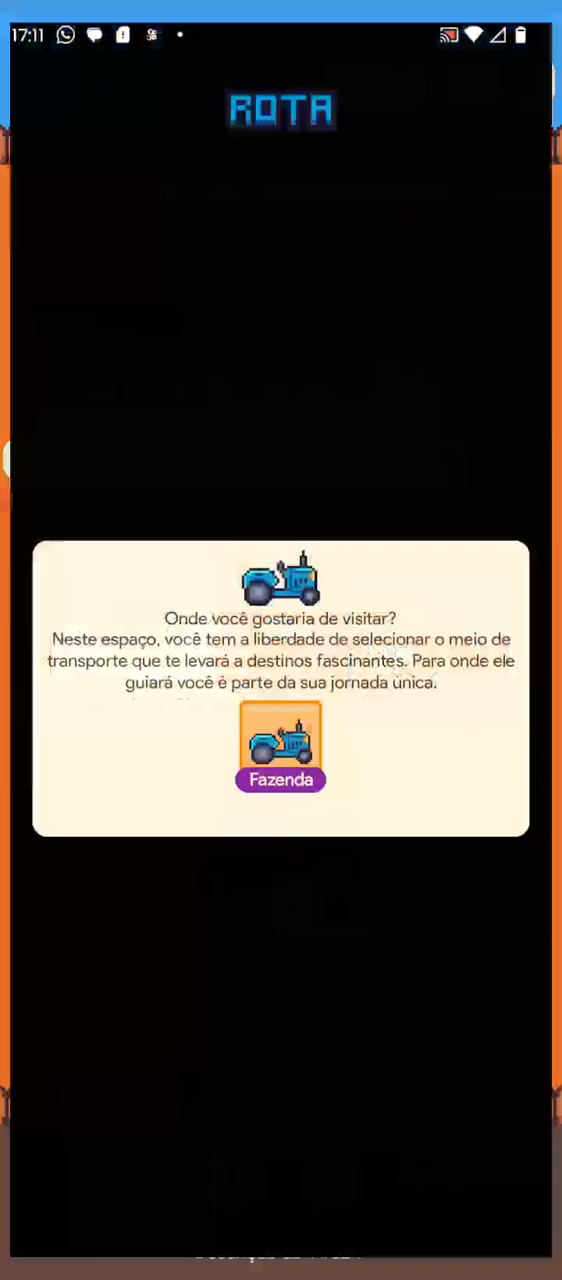 17:11
ROTA
Onde você gostaria de visitar?
Neste espaço, você tem a liberdade de selecionar o meio de
transporte que te levará a destinos fascinantes. Para onde ele
guiará você é parte da sua jornada única.
Fazenda